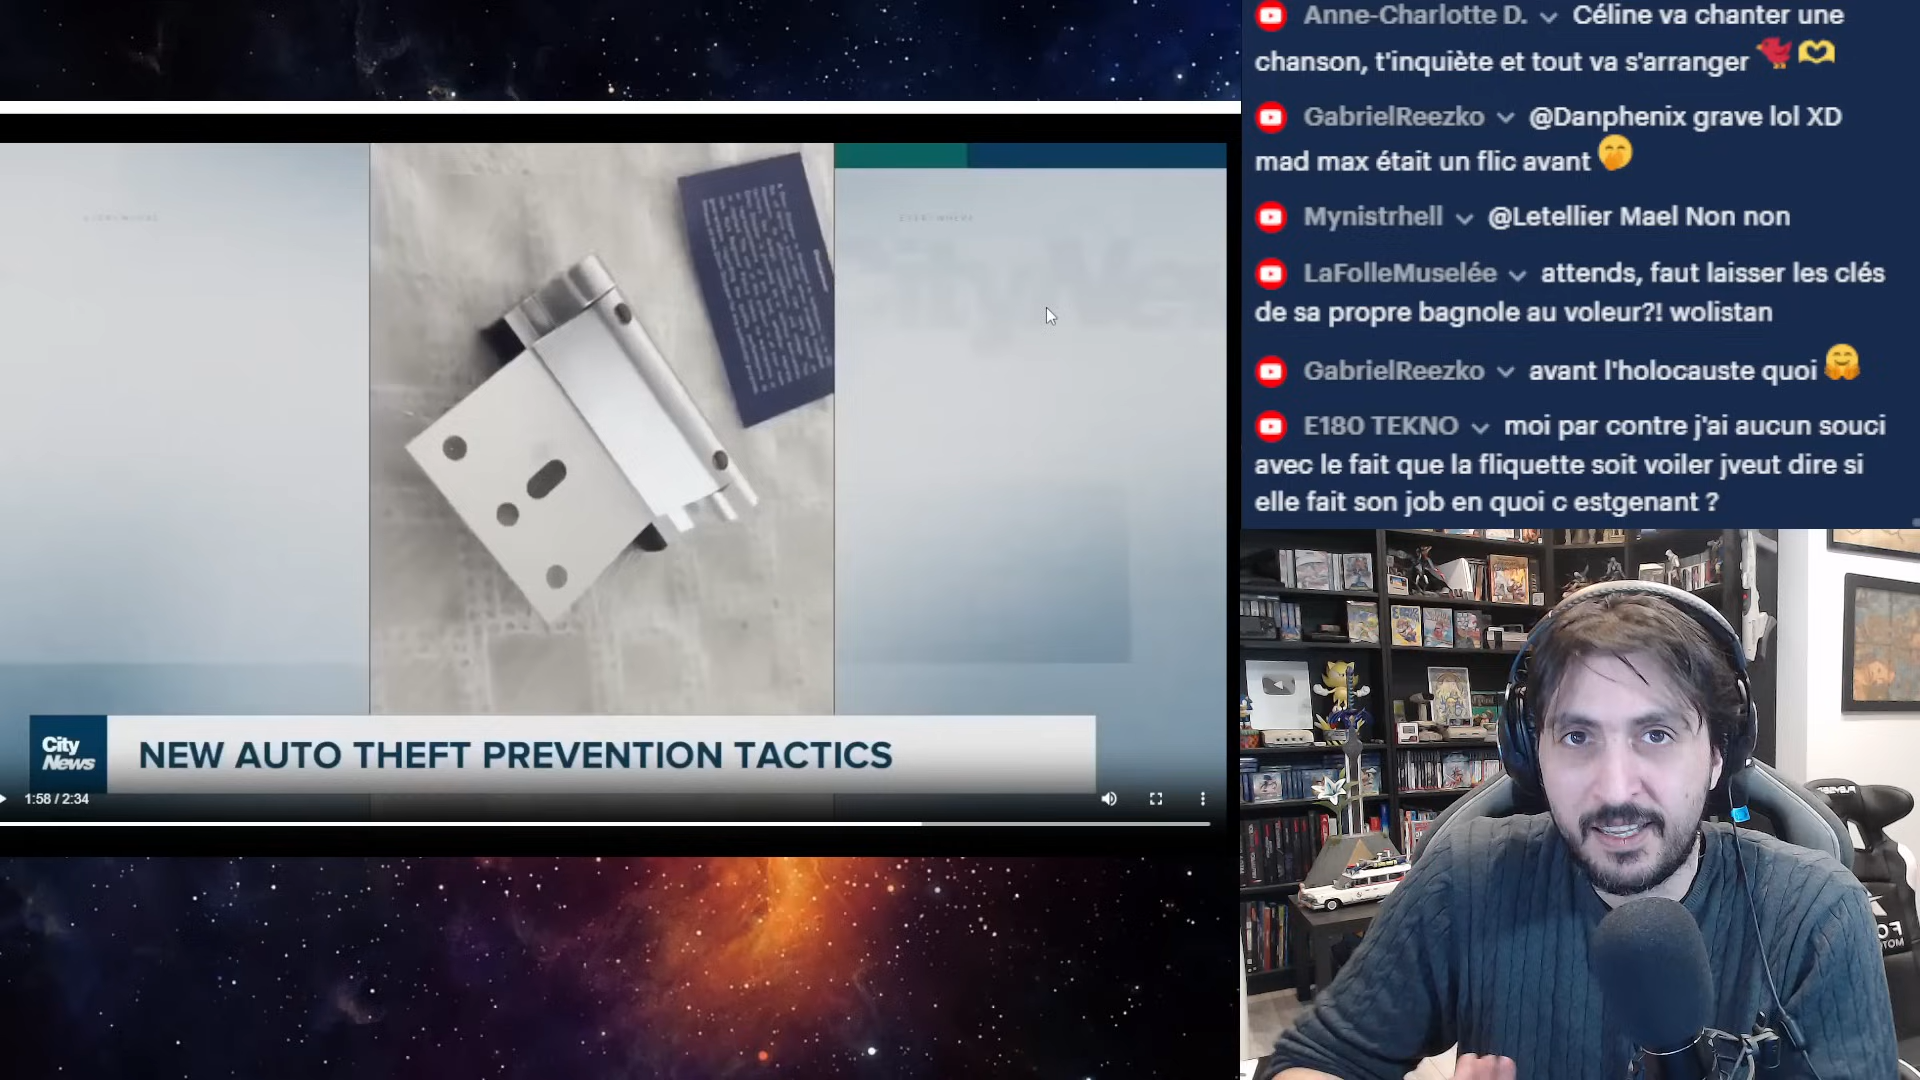 Anne-Charlotte D. Céline va chanter une
chanson, t'inquiète et tout va s'arranger
GabrielReezko @Danphenix grave lol XD
mad max était un flic avant
Mynistrhell @Letellier Mael Non non
LaFolleMuselée attends, faut laisser les clés
de sa propre bagnole au voleur?! wolistan
GabrielReezko avant l'holocauste quoi
E180 TEKNO moi par contre j'ai aucun souci
avec le fait que la fliquette soit voiler jveut dire si
elle fait son job en quoi c estgenant ?
EVERYWHERE
EVERYWHERE
CityNews
City
News
NEW AUTO THEFT PREVENTION TACTICS
1:58 / 2:34